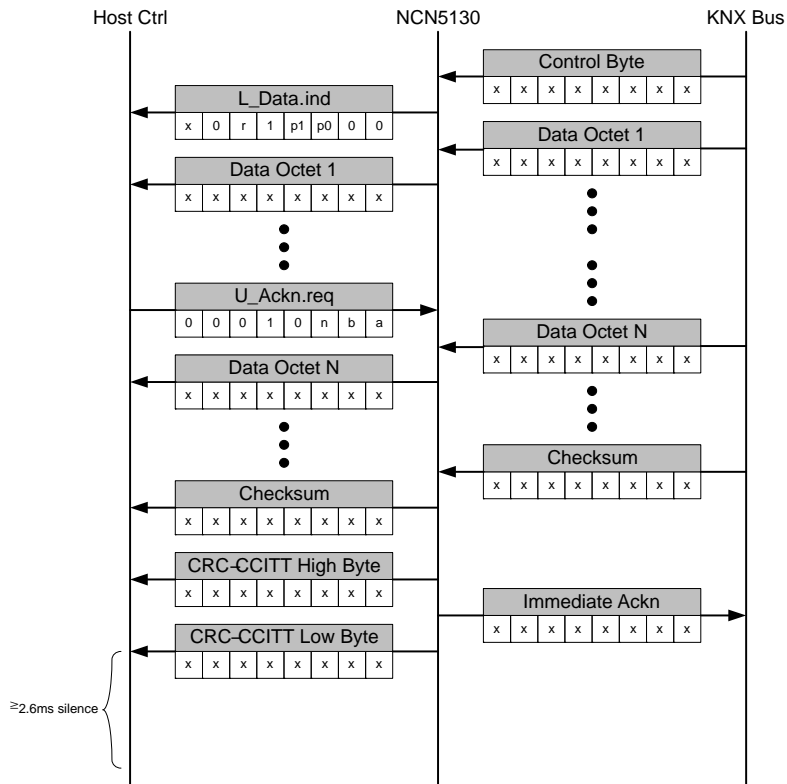 Host Ctrl NCN5130 KNX Bus
Control Byte
x x x x x x x x
L_Data.ind
x 0 r 1 p1 p0 0 0
Data Octet 1
x x x x x x x x
Data Octet 1
x x x x x x x x
U_Ackn.req
0 0 0 1 0 n b a
Data Octet N
x x x x x x x x
Data Octet N
x x x x x x x x
Checksum
x x x x x x x x
Checksum
x x x x x x x x
CRC-CCITT High Byte
x x x x x x x x
Immediate Ackn
x x x x x x x x
CRC-CCITT Low Byte
x x x x x x x x
≧2.6ms silence